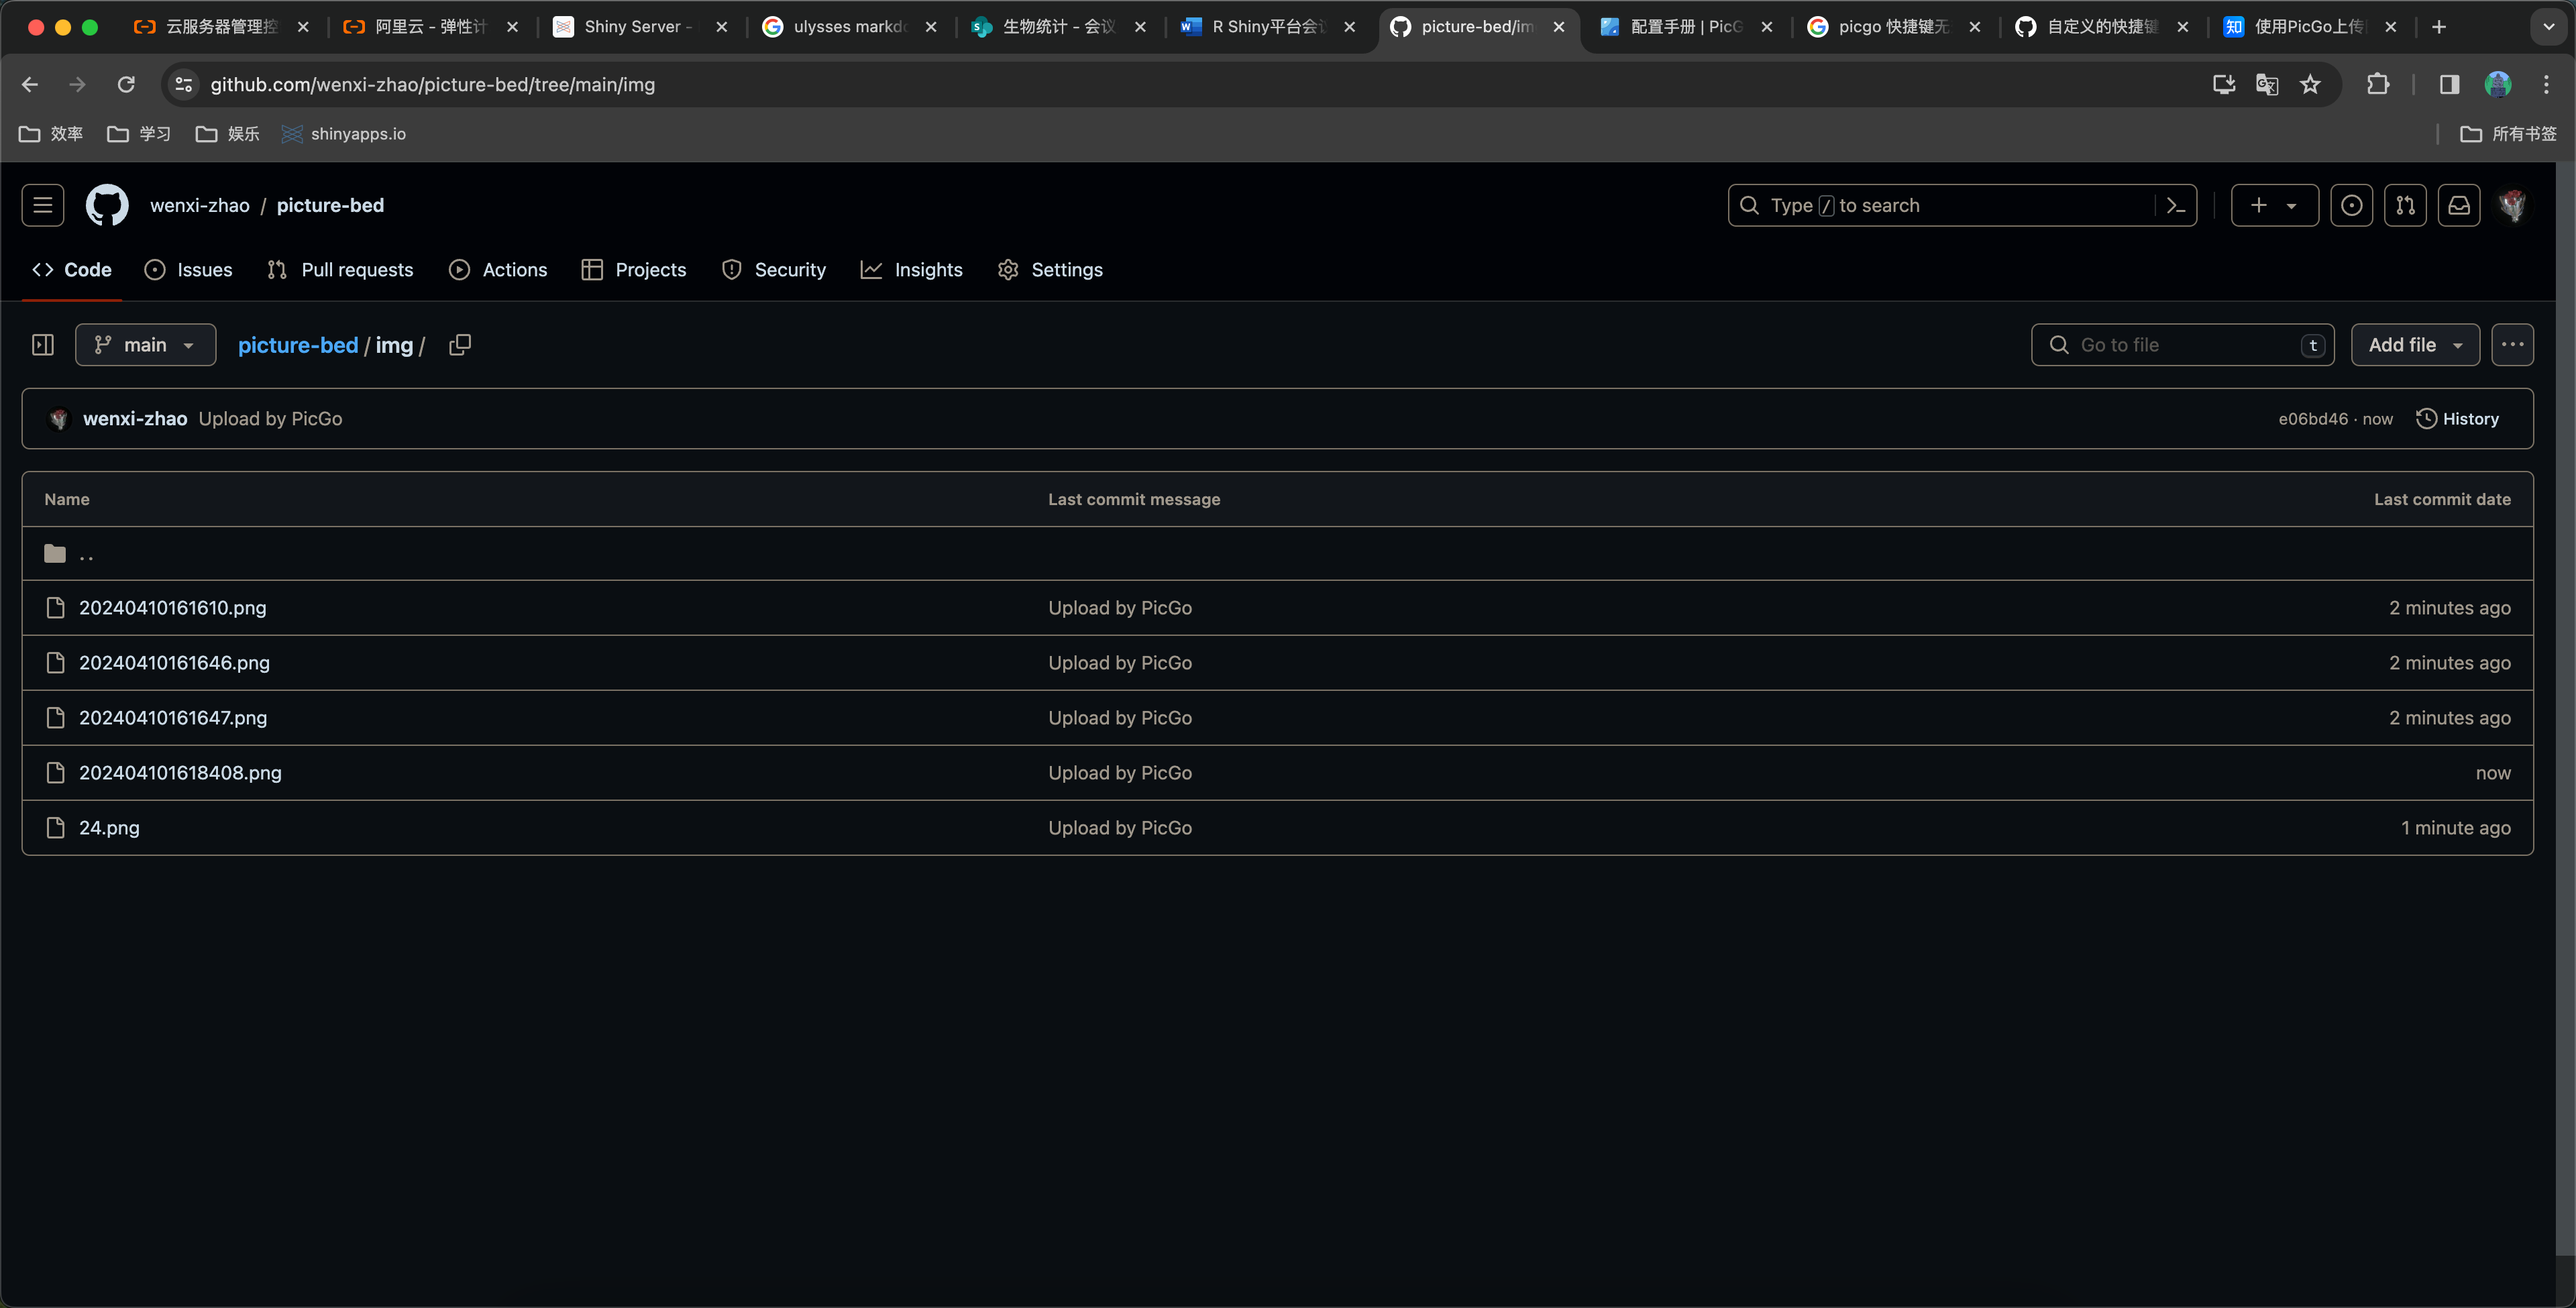 云服务器管理控
阿里云 - 弹性计
Shiny Server -
ulysses markdo
生物统计 - 会议
R Shiny平台会议
picture-bed/im
配置手册 | PicG
picgo 快捷键无
自定义的快捷键
知 使用PicGo上传
github.com/wenxi-zhao/picture-bed/tree/main/img
效率 学习 娱乐 shinyapps.io 所有书签
wenxi-zhao / picture-bed Type / to search
Code Issues Pull requests Actions Projects Security Insights Settings
main picture-bed / img / Go to file t Add file
wenxi-zhao Upload by PicGo e06bd46 · now History
Name Last commit message Last commit date
..
20240410161610.png Upload by PicGo 2 minutes ago
20240410161646.png Upload by PicGo 2 minutes ago
20240410161647.png Upload by PicGo 2 minutes ago
202404101618408.png Upload by PicGo now
24.png Upload by PicGo 1 minute ago